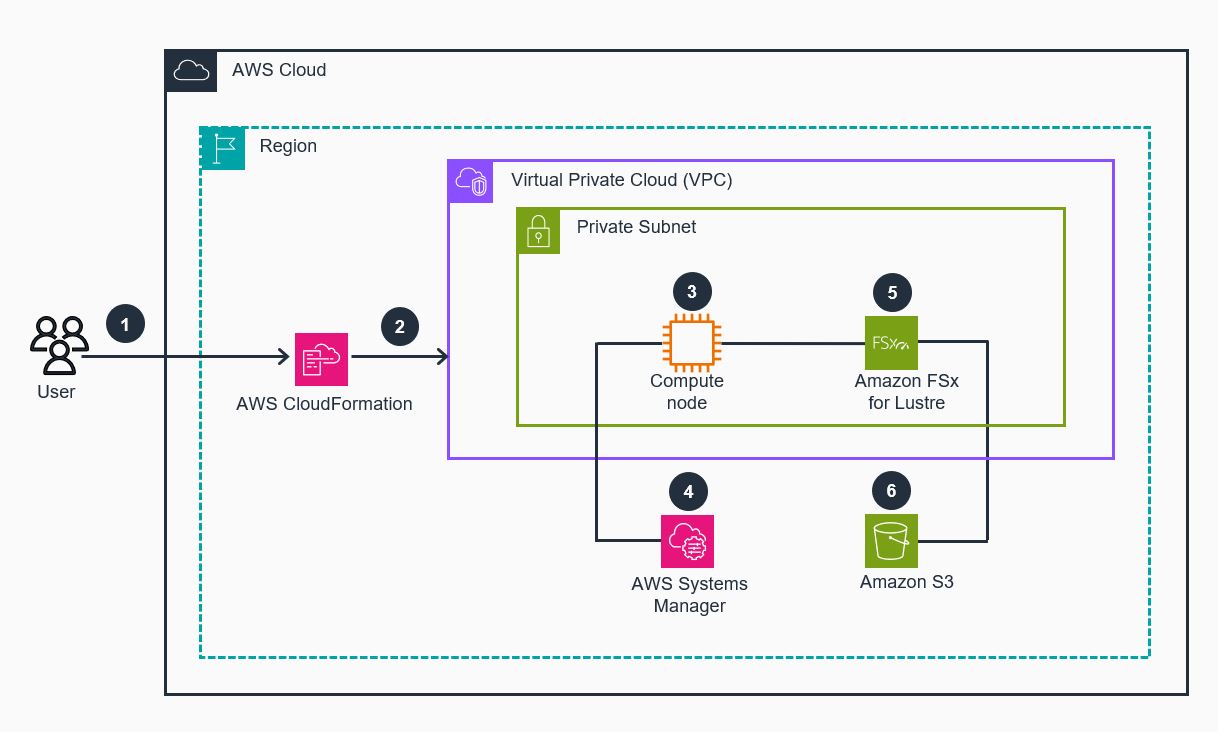 AWS Cloud
Region
Virtual Private Cloud (VPC)
Private Subnet
1
User
AWS CloudFormation
2
3
Compute
node
5
FSx
Amazon FSx
for Lustre
4
AWS Systems
Manager
6
Amazon S3